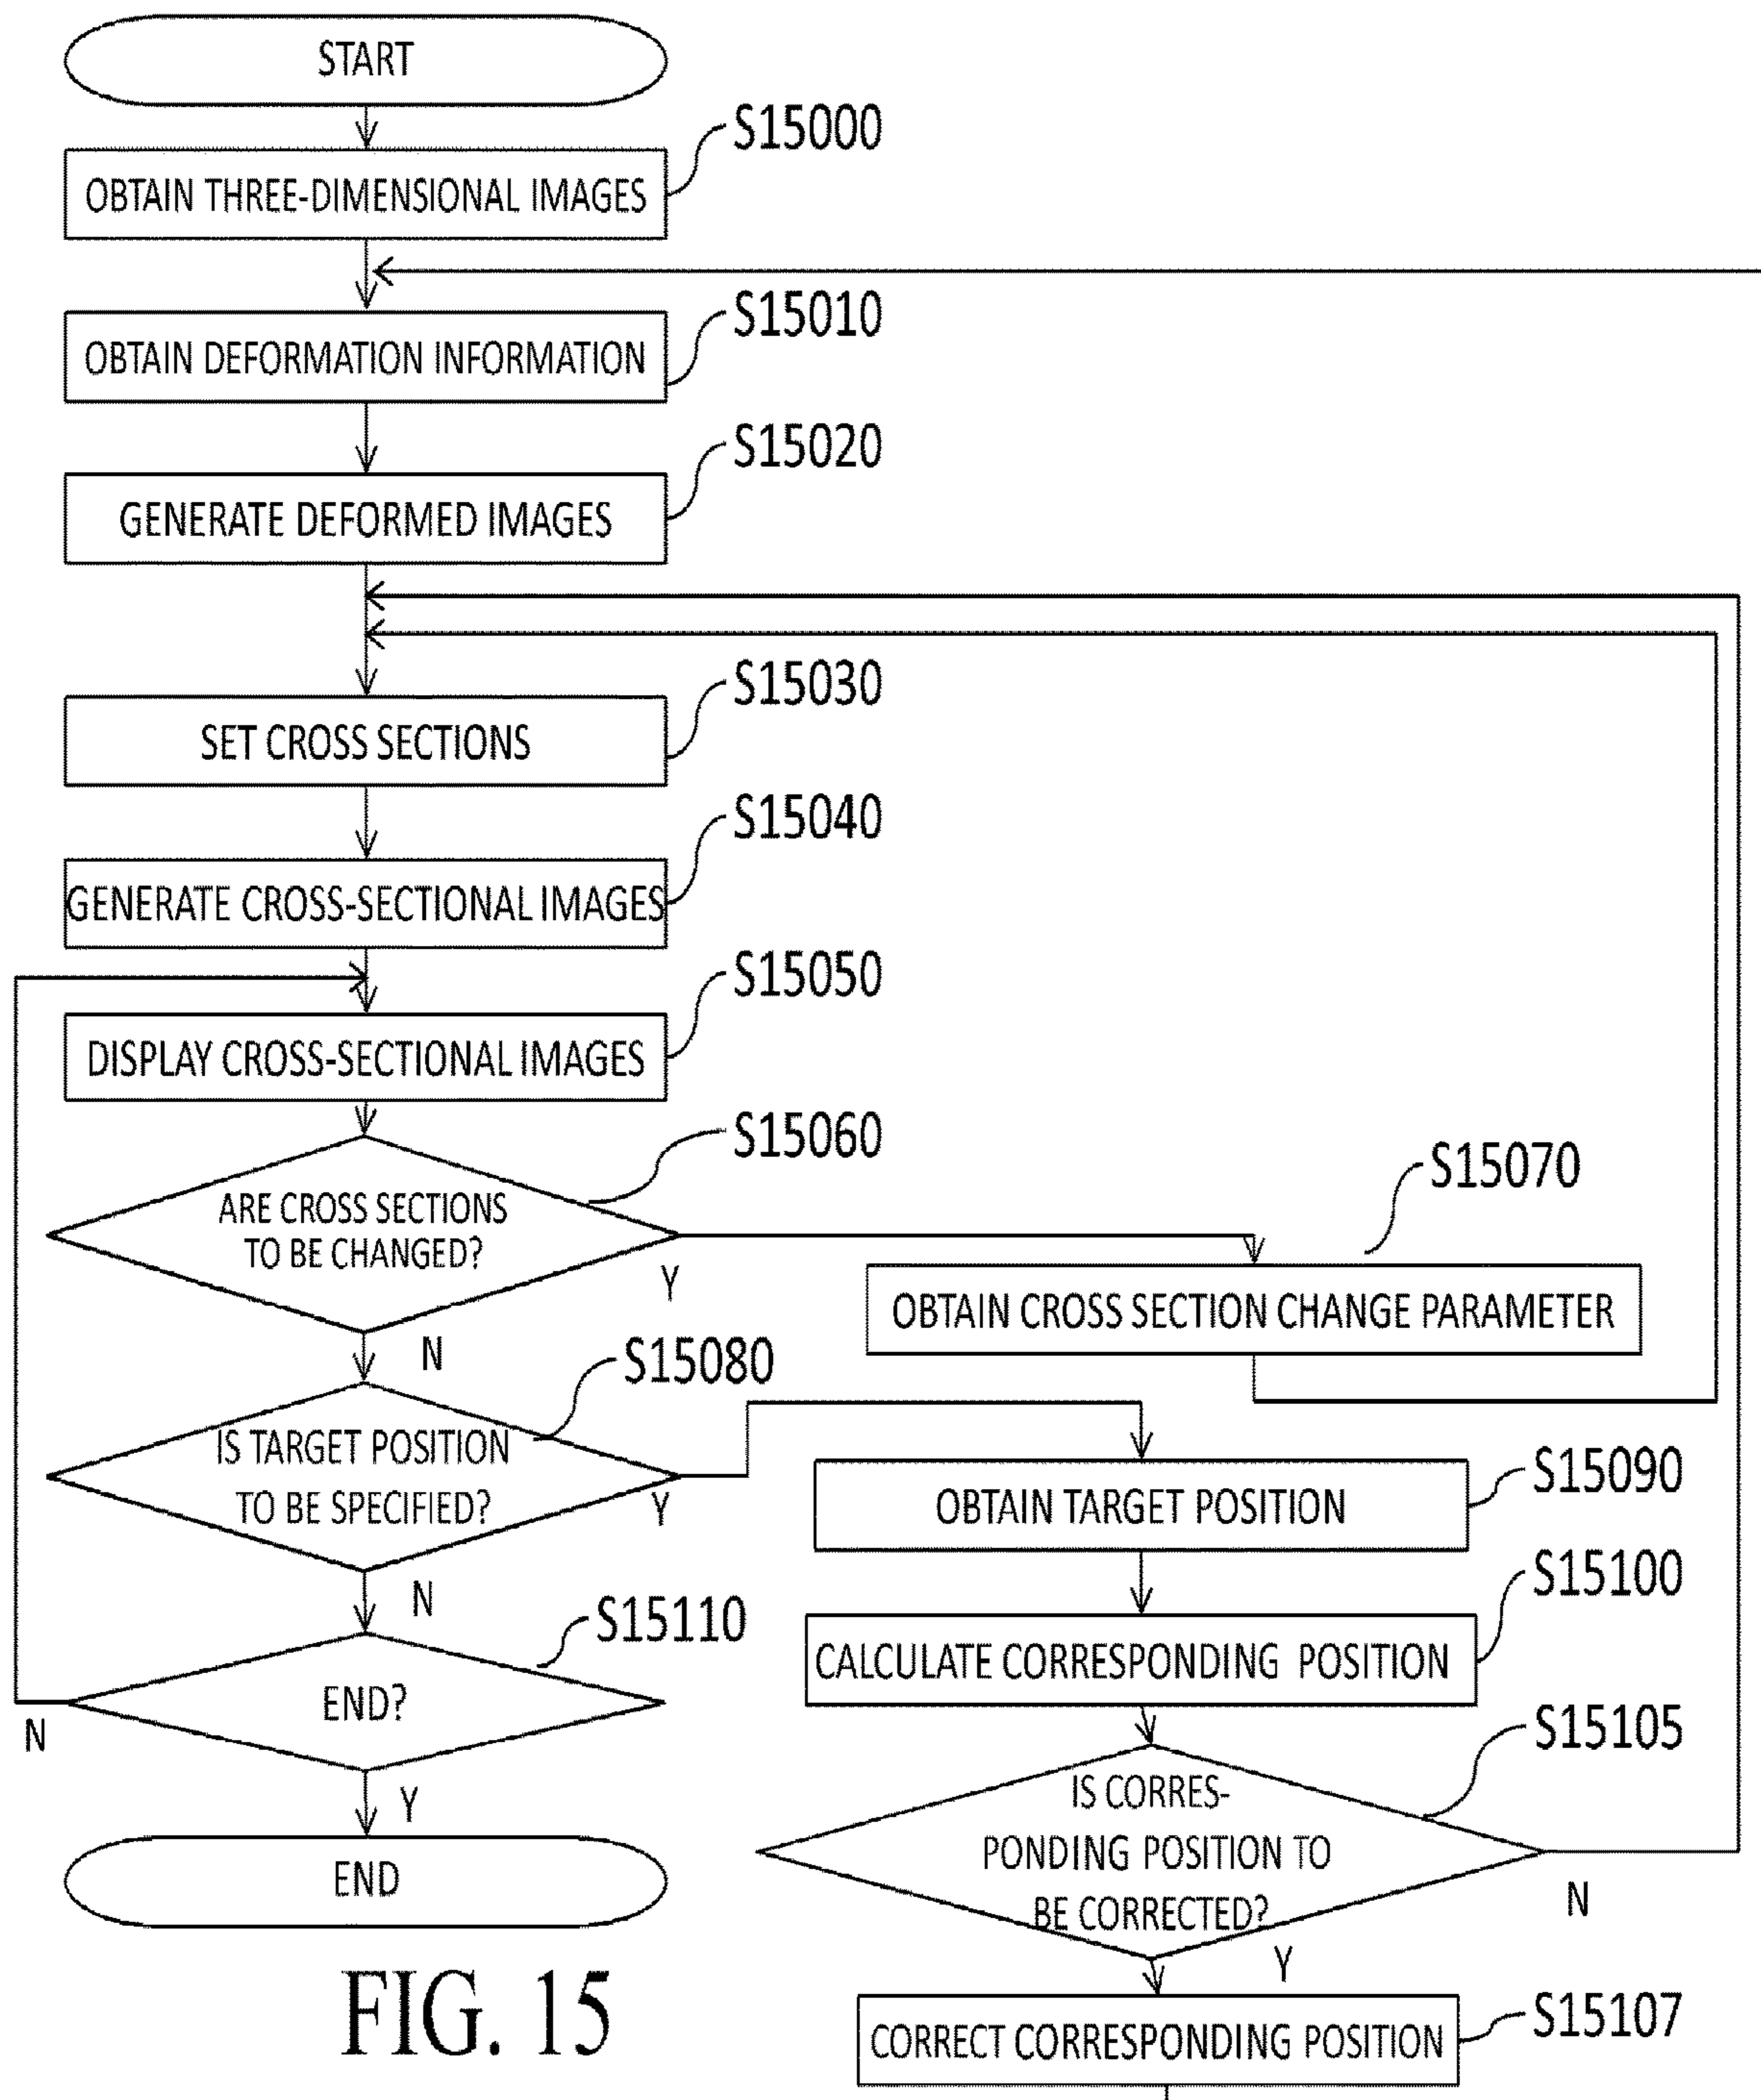 START
S15000
OBTAIN THREE-DIMENSIONAL IMAGES
S15010
OBTAIN DEFORMATION INFORMATION
S15020
GENERATE DEFORMED IMAGES
S15030
SET CROSS SECTIONS
S15040
GENERATE CROSS-SECTIONAL IMAGES
S15050
DISPLAY CROSS-SECTIONAL IMAGES
S15060
ARE CROSS SECTIONS
TO BE CHANGED?
Y
N
S15070
OBTAIN CROSS SECTION CHANGE PARAMETER
S15080
IS TARGET POSITION
TO BE SPECIFIED?
Y
N
S15090
OBTAIN TARGET POSITION
S15100
CALCULATE CORRESPONDING POSITION
S15105
IS CORRES-
PONDING POSITION TO
BE CORRECTED?
N
Y
S15107
CORRECT CORRESPONDING POSITION
S15110
END?
N
Y
END
FIG. 15